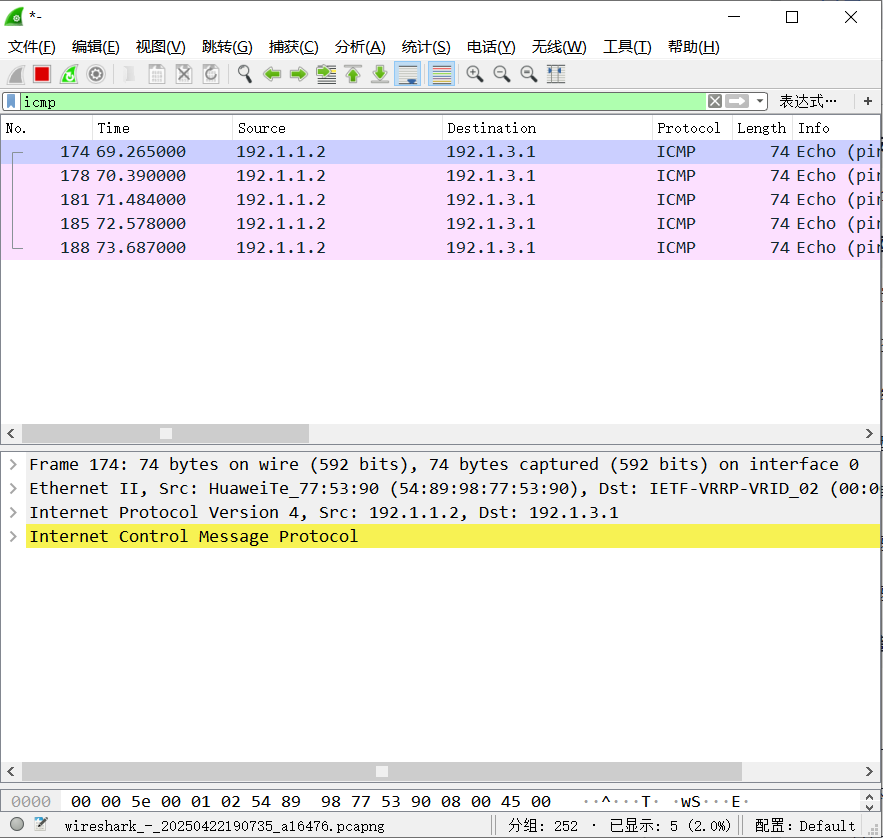 *-
文件(F) 编辑(E) 视图(V) 跳转(G) 捕获(C) 分析(A) 统计(S) 电话(Y) 无线(W) 工具(T) 帮助(H)
icmp 表达式… +
No. Time Source Destination Protocol Length Info
174 69.265000 192.1.1.2 192.1.3.1 ICMP 74 Echo (pin
178 70.390000 192.1.1.2 192.1.3.1 ICMP 74 Echo (pin
181 71.484000 192.1.1.2 192.1.3.1 ICMP 74 Echo (pin
185 72.578000 192.1.1.2 192.1.3.1 ICMP 74 Echo (pin
188 73.687000 192.1.1.2 192.1.3.1 ICMP 74 Echo (pin
Frame 174: 74 bytes on wire (592 bits), 74 bytes captured (592 bits) on interface 0
Ethernet II, Src: HuaweiTe_77:53:90 (54:89:98:77:53:90), Dst: IETF-VRRP-VRID_02 (00:0
Internet Protocol Version 4, Src: 192.1.1.2, Dst: 192.1.3.1
Internet Control Message Protocol
0000 00 00 5e 00 01 02 54 89 98 77 53 90 08 00 45 00 ··^···T· ·wS···E·
wireshark_-_20250422190735_a16476.pcapng 分组: 252 · 已显示: 5 (2.0%) 配置: Default